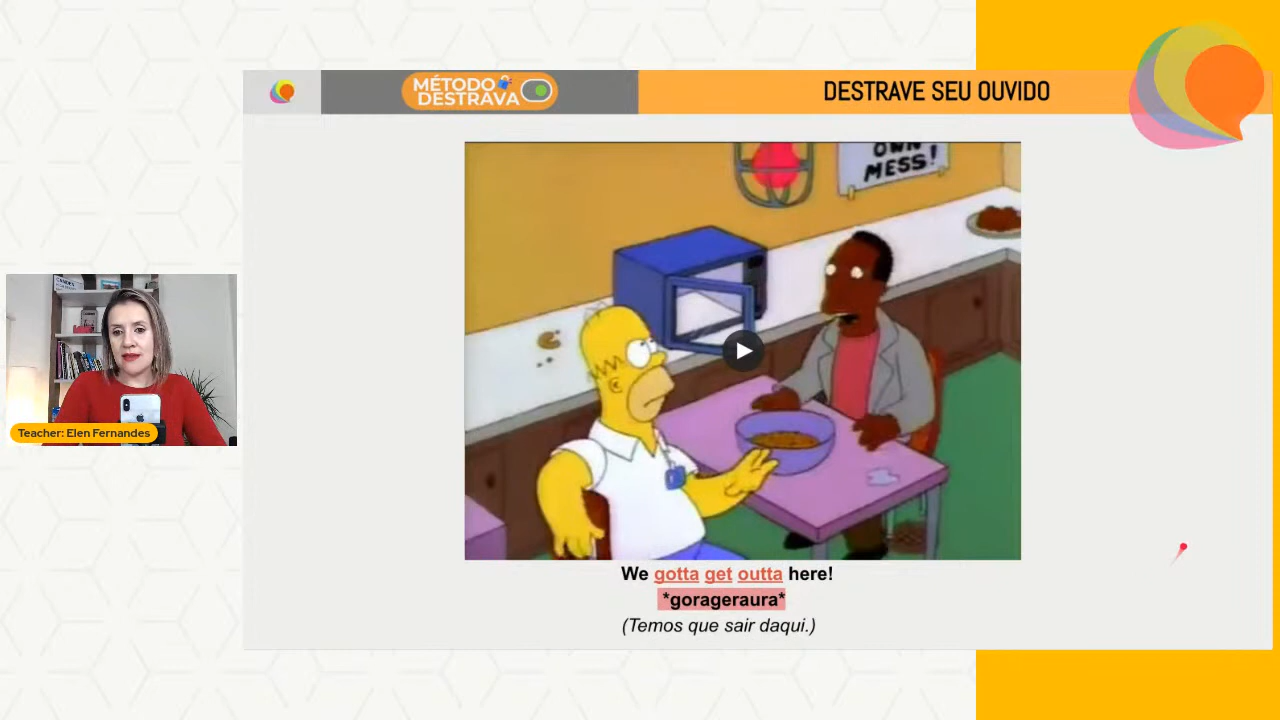 MÉTODO
DESTRAVA
DESTRAVE SEU OUVIDO
OWN
MESS!
Teacher: Elen Fernandes
We gotta get outta here!
*gorageraura*
(Temos que sair daqui.)